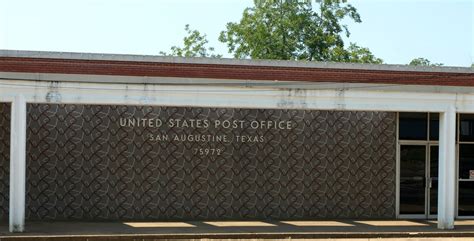 UNITED STATES POST OFFICE
SAN AUGUSTINE, TEXAS
75972